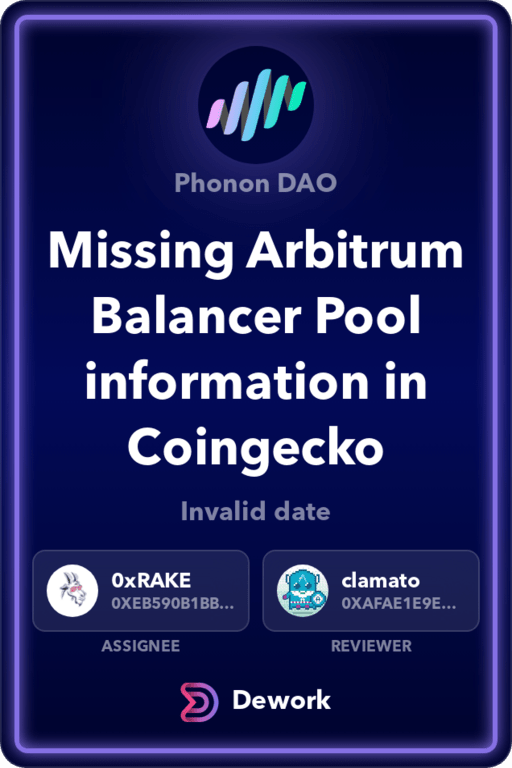 Phonon DAO
Missing Arbitrum
Balancer Pool
information in
Coingecko
Invalid date
0xRAKE
0XEB590B1BB...
clamato
0XAFAE1E9E...
ASSIGNEE
REVIEWER
Dework